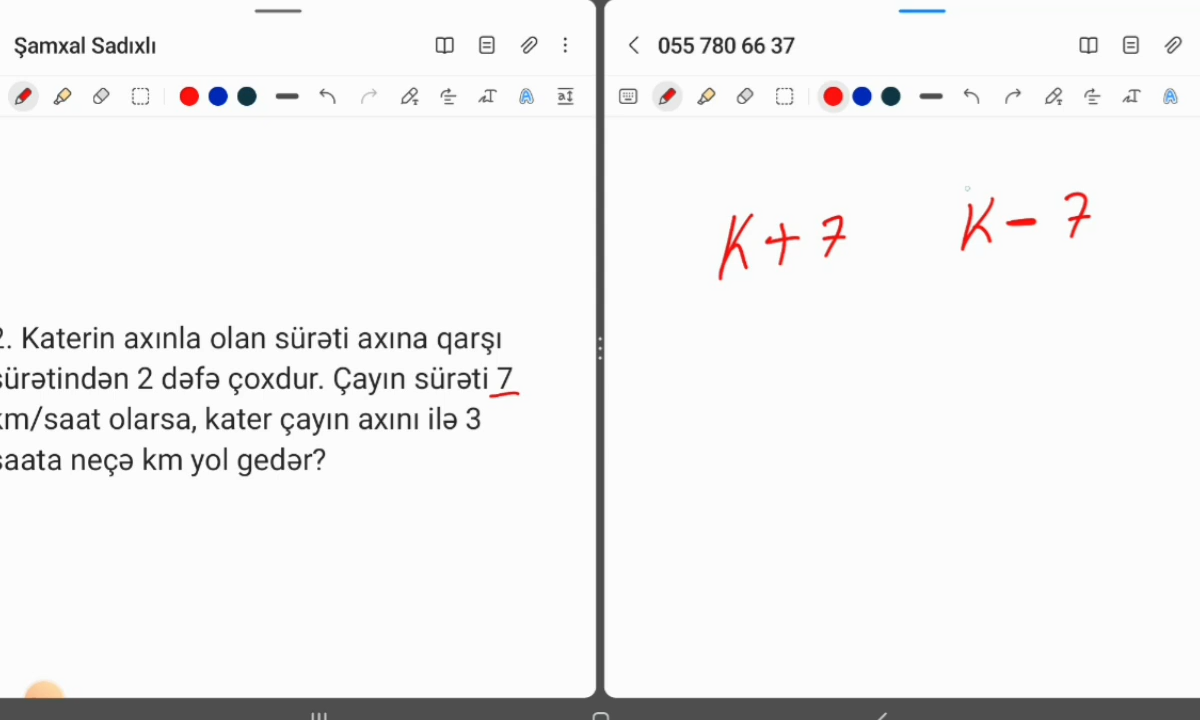 Şamxal Sadıxlı
055 780 66 37
K + 7
K - 7
2. Katerin axınla olan sürəti axına qarşı
sürətindən 2 dəfə çoxdur. Çayın sürəti 7
km/saat olarsa, kater çayın axını ilə 3
saata neçə km yol gedər?